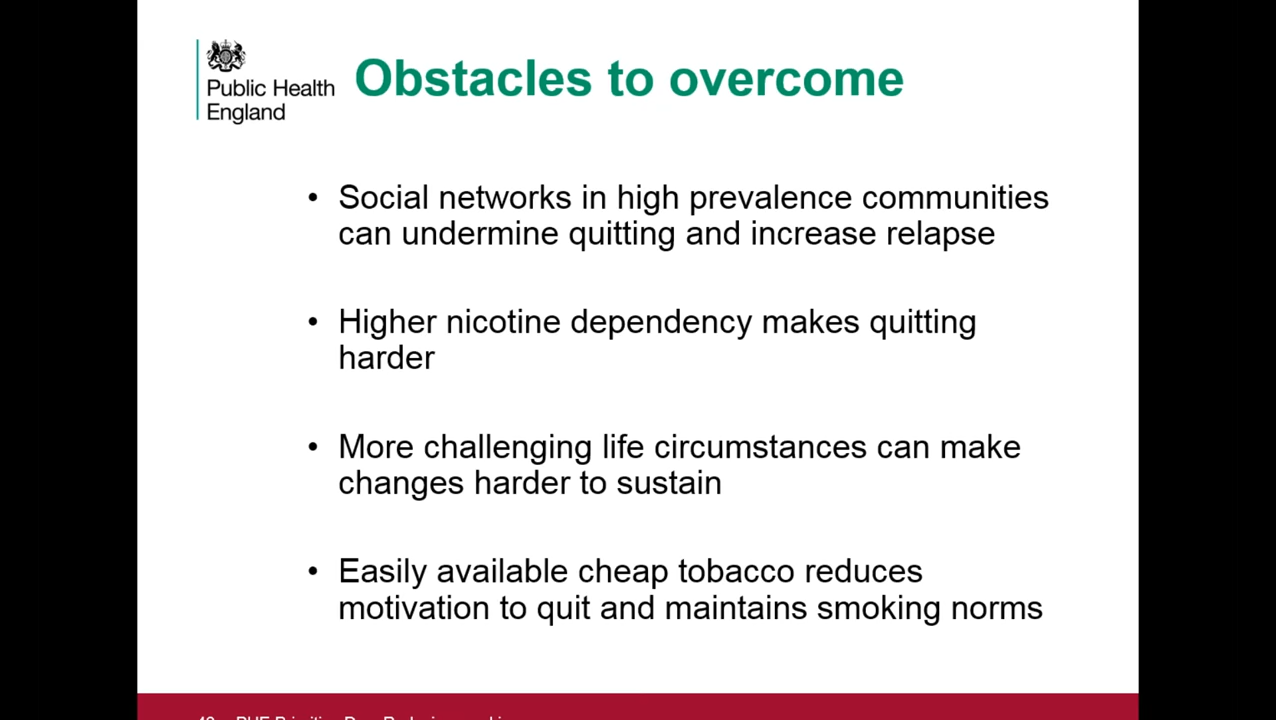 Obstacles to overcome
Public Health
England
• Social networks in high prevalence communities
can undermine quitting and increase relapse
• Higher nicotine dependency makes quitting
harder
• More challenging life circumstances can make
changes harder to sustain
• Easily available cheap tobacco reduces
motivation to quit and maintains smoking norms